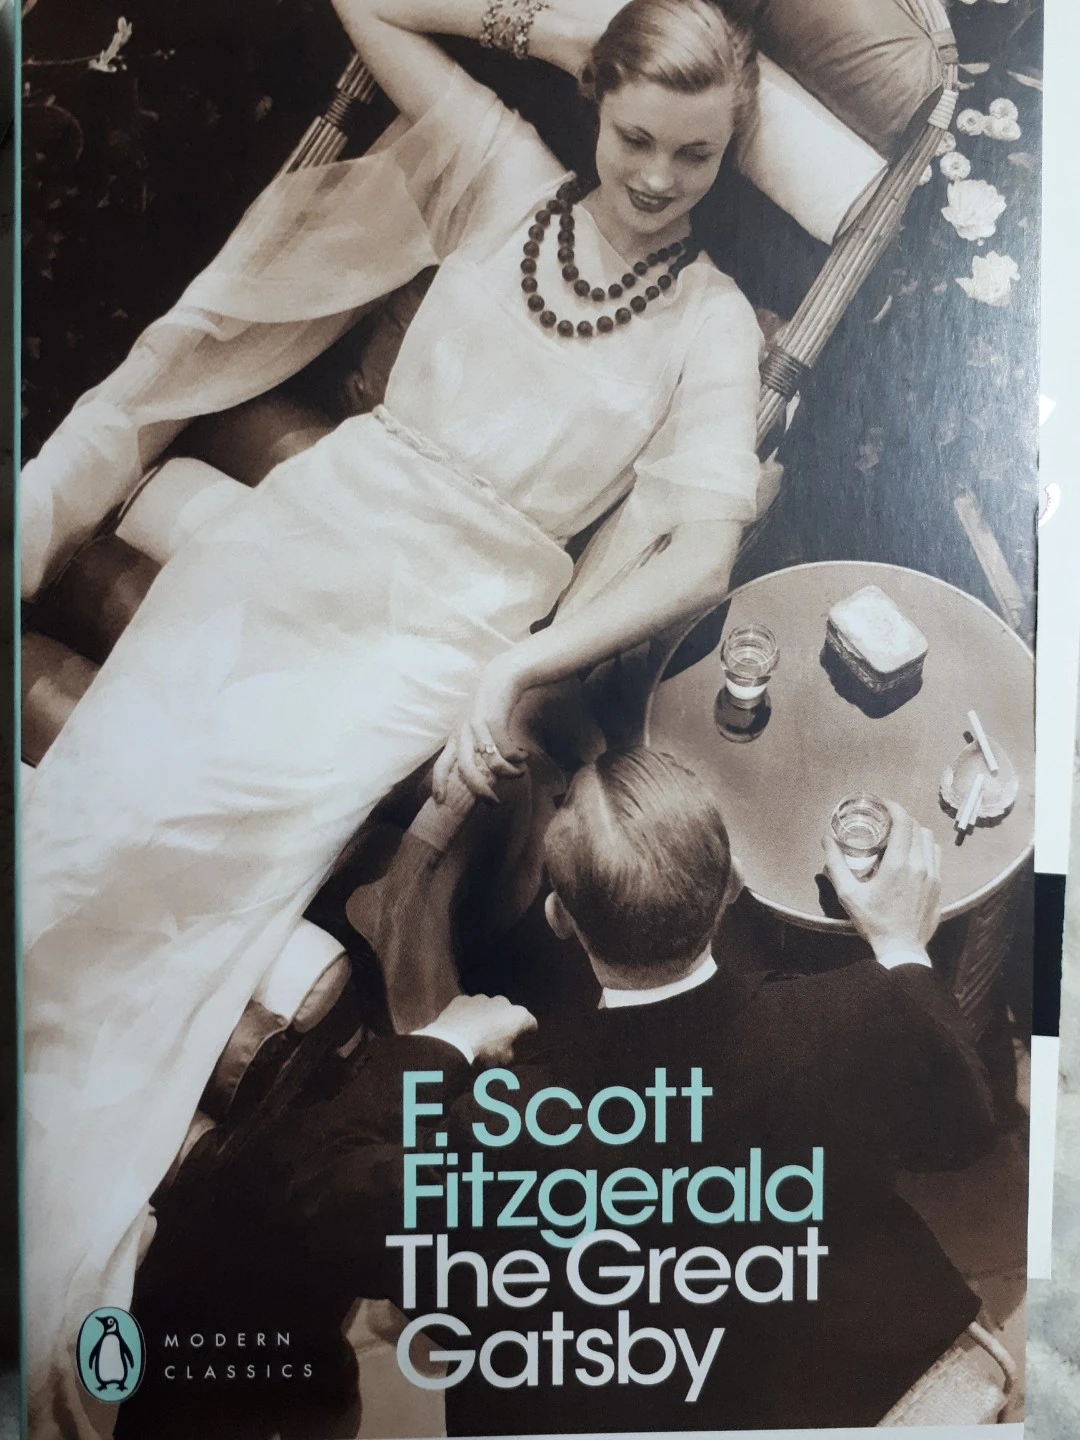 F. Scott
Fitzgerald
The Great
Gatsby
MODERN
CLASSICS